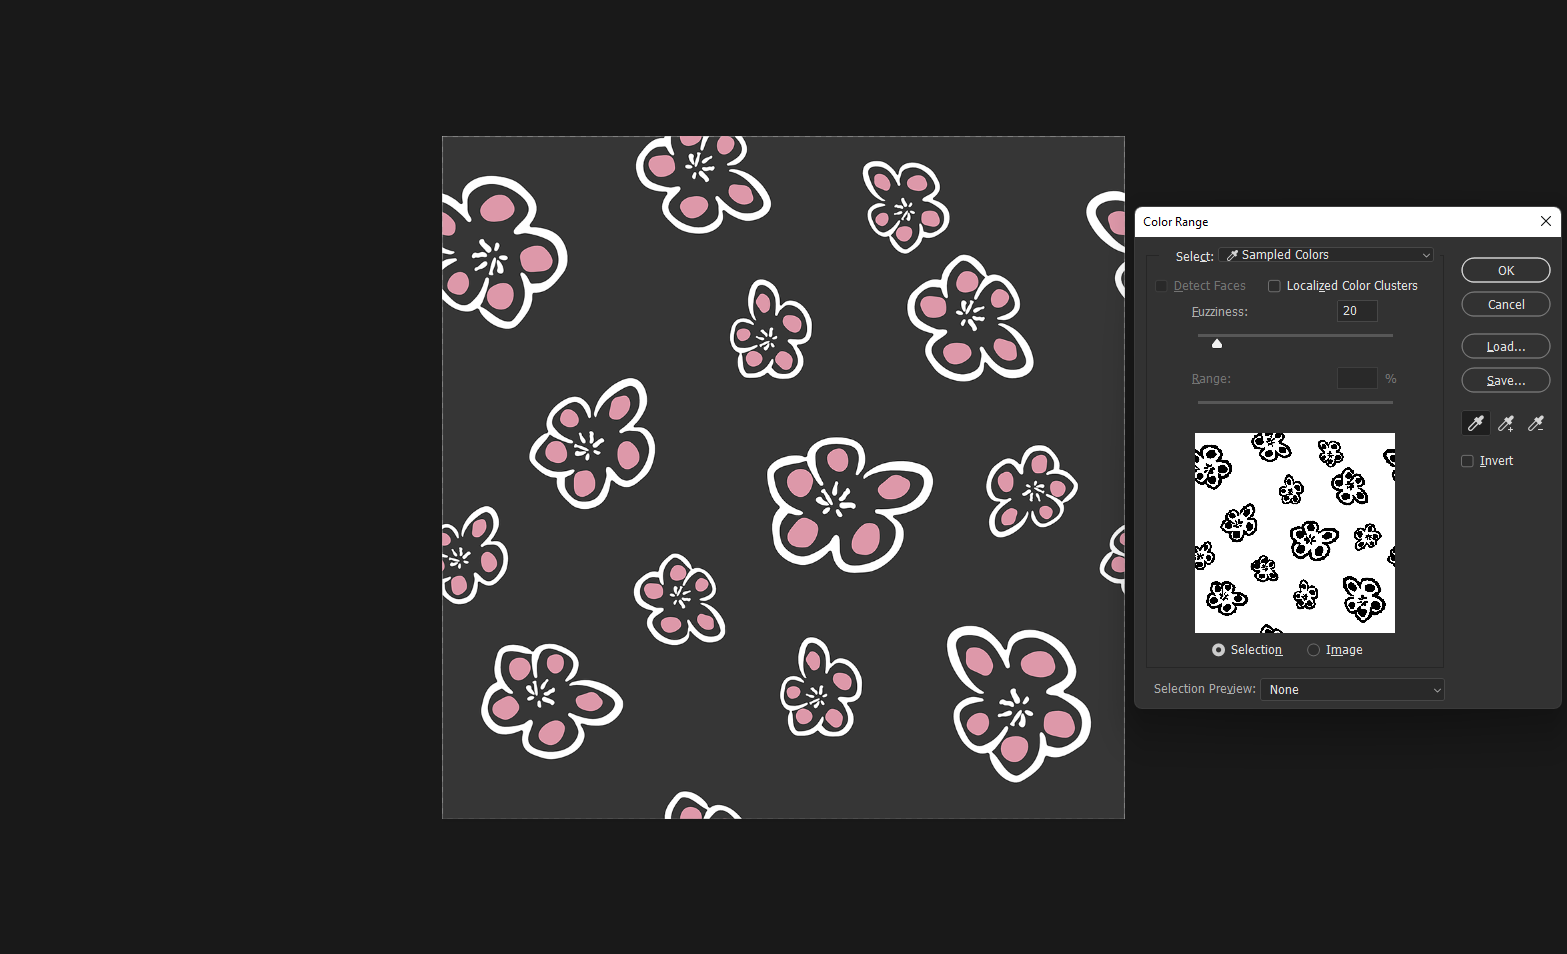 Color Range
Select: Sampled Colors
Detect Faces Localized Color Clusters
Fuzziness: 20
Range: %
Selection Image
Selection Preview: None
OK
Cancel
Load...
Save...
Invert